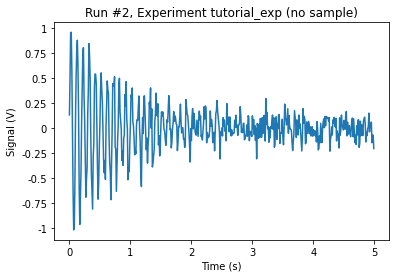 Run #2, Experiment tutorial_exp (no sample)
1
0.75
0.5
0.25
0
-0.25
-0.5
-0.75
-1
Signal (V)
0 1 2 3 4 5
Time (s)